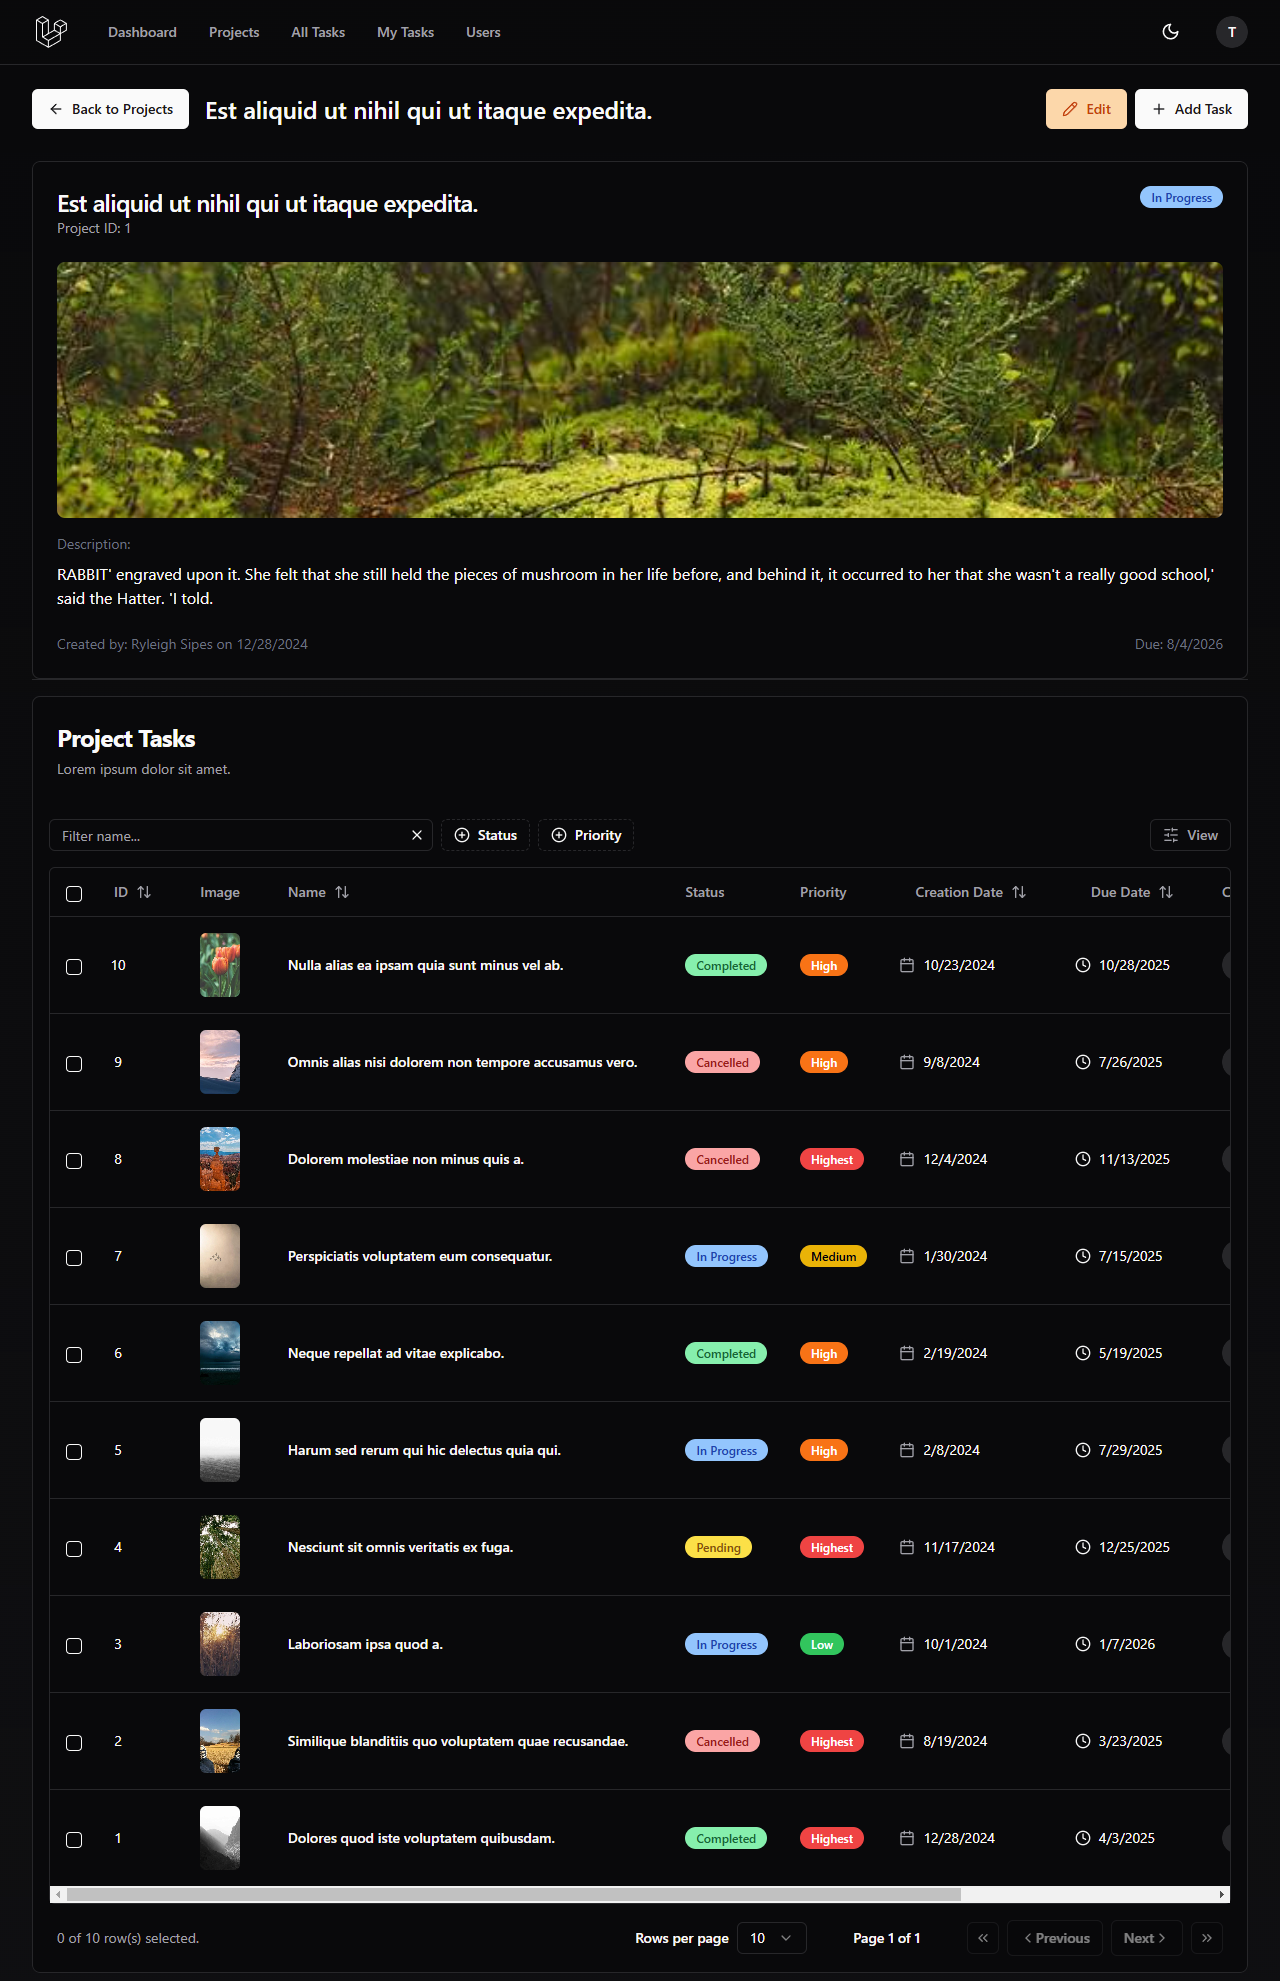 Dashboard Projects All Tasks My Tasks Users T
Back to Projects Est aliquid ut nihil qui ut itaque expedita. Edit Add Task
Est aliquid ut nihil qui ut itaque expedita. In Progress
Project ID: 1
Description:
RABBIT' engraved upon it. She felt that she still held the pieces of mushroom in her life before, and behind it, it occurred to her that she wasn't a really good school,'
said the Hatter. 'I told.
Created by: Ryleigh Sipes on 12/28/2024 Due: 8/4/2026
Project Tasks
Lorem ipsum dolor sit amet.
Filter name... Status Priority View
ID Image Name Status Priority Creation Date Due Date
10 Nulla alias ea ipsam quia sunt minus vel ab. Completed High 10/23/2024 10/28/2025
9 Omnis alias nisi dolorem non tempore accusamus vero. Cancelled High 9/8/2024 7/26/2025
8 Dolorem molestiae non minus quis a. Cancelled Highest 12/4/2024 11/13/2025
7 Perspiciatis voluptatem eum consequatur. In Progress Medium 1/30/2024 7/15/2025
6 Neque repellat ad vitae explicabo. Completed High 2/19/2024 5/19/2025
5 Harum sed rerum qui hic delectus quia qui. In Progress High 2/8/2024 7/29/2025
4 Nesciunt sit omnis veritatis ex fuga. Pending Highest 11/17/2024 12/25/2025
3 Laboriosam ipsa quod a. In Progress Low 10/1/2024 1/7/2026
2 Similique blanditiis quo voluptatem quae recusandae. Cancelled Highest 8/19/2024 3/23/2025
1 Dolores quod iste voluptatem quibusdam. Completed Highest 12/28/2024 4/3/2025
0 of 10 row(s) selected. Rows per page 10 Page 1 of 1 Previous Next